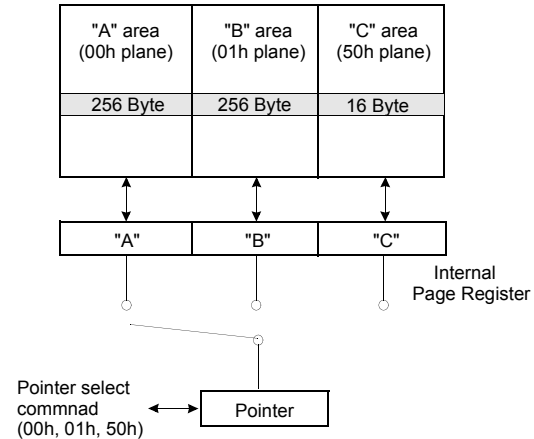 "A" area
(00h plane)
"B" area
(01h plane)
"C" area
(50h plane)
256 Byte
256 Byte
16 Byte
"A"
"B"
"C"
Internal
Page Register
Pointer select
commnad
(00h, 01h, 50h)
Pointer